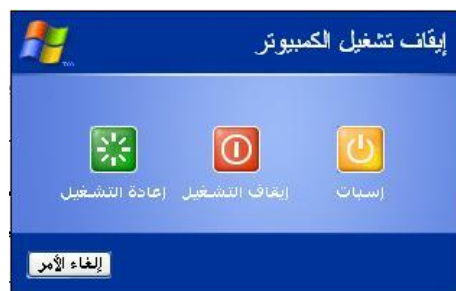 إيقاف تشغيل الكمبيوتر
إسبات إيقاف التشغيل إعادة التشغيل
إلغاء الأمر